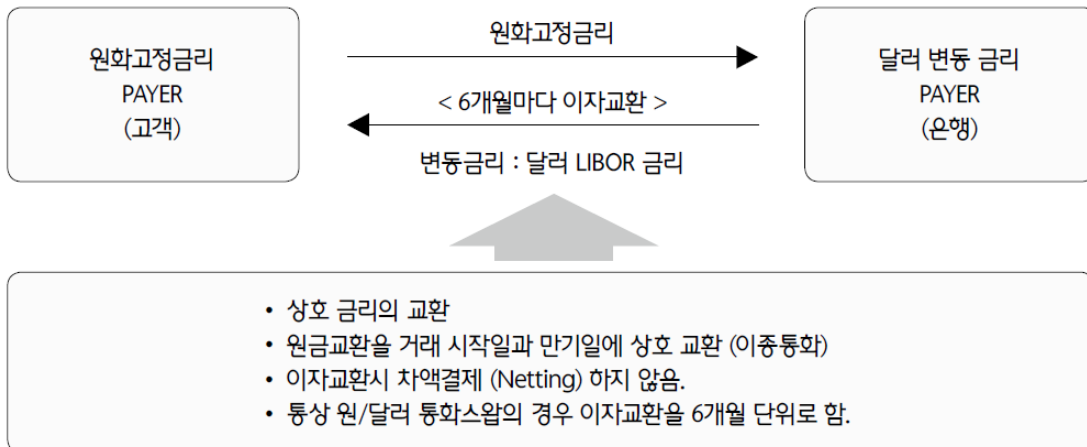 원화고정금리
PAYER
(고객)
원화고정금리
< 6개월마다 이자교환 >
변동금리 : 달러 LIBOR 금리
달러 변동 금리
PAYER
(은행)
• 상호 금리의 교환
• 원금교환을 거래 시작일과 만기일에 상호 교환 (이종통화)
• 이자교환시 차액결제 (Netting) 하지 않음.
• 통상 원/달러 통화스왑의 경우 이자교환을 6개월 단위로 함.